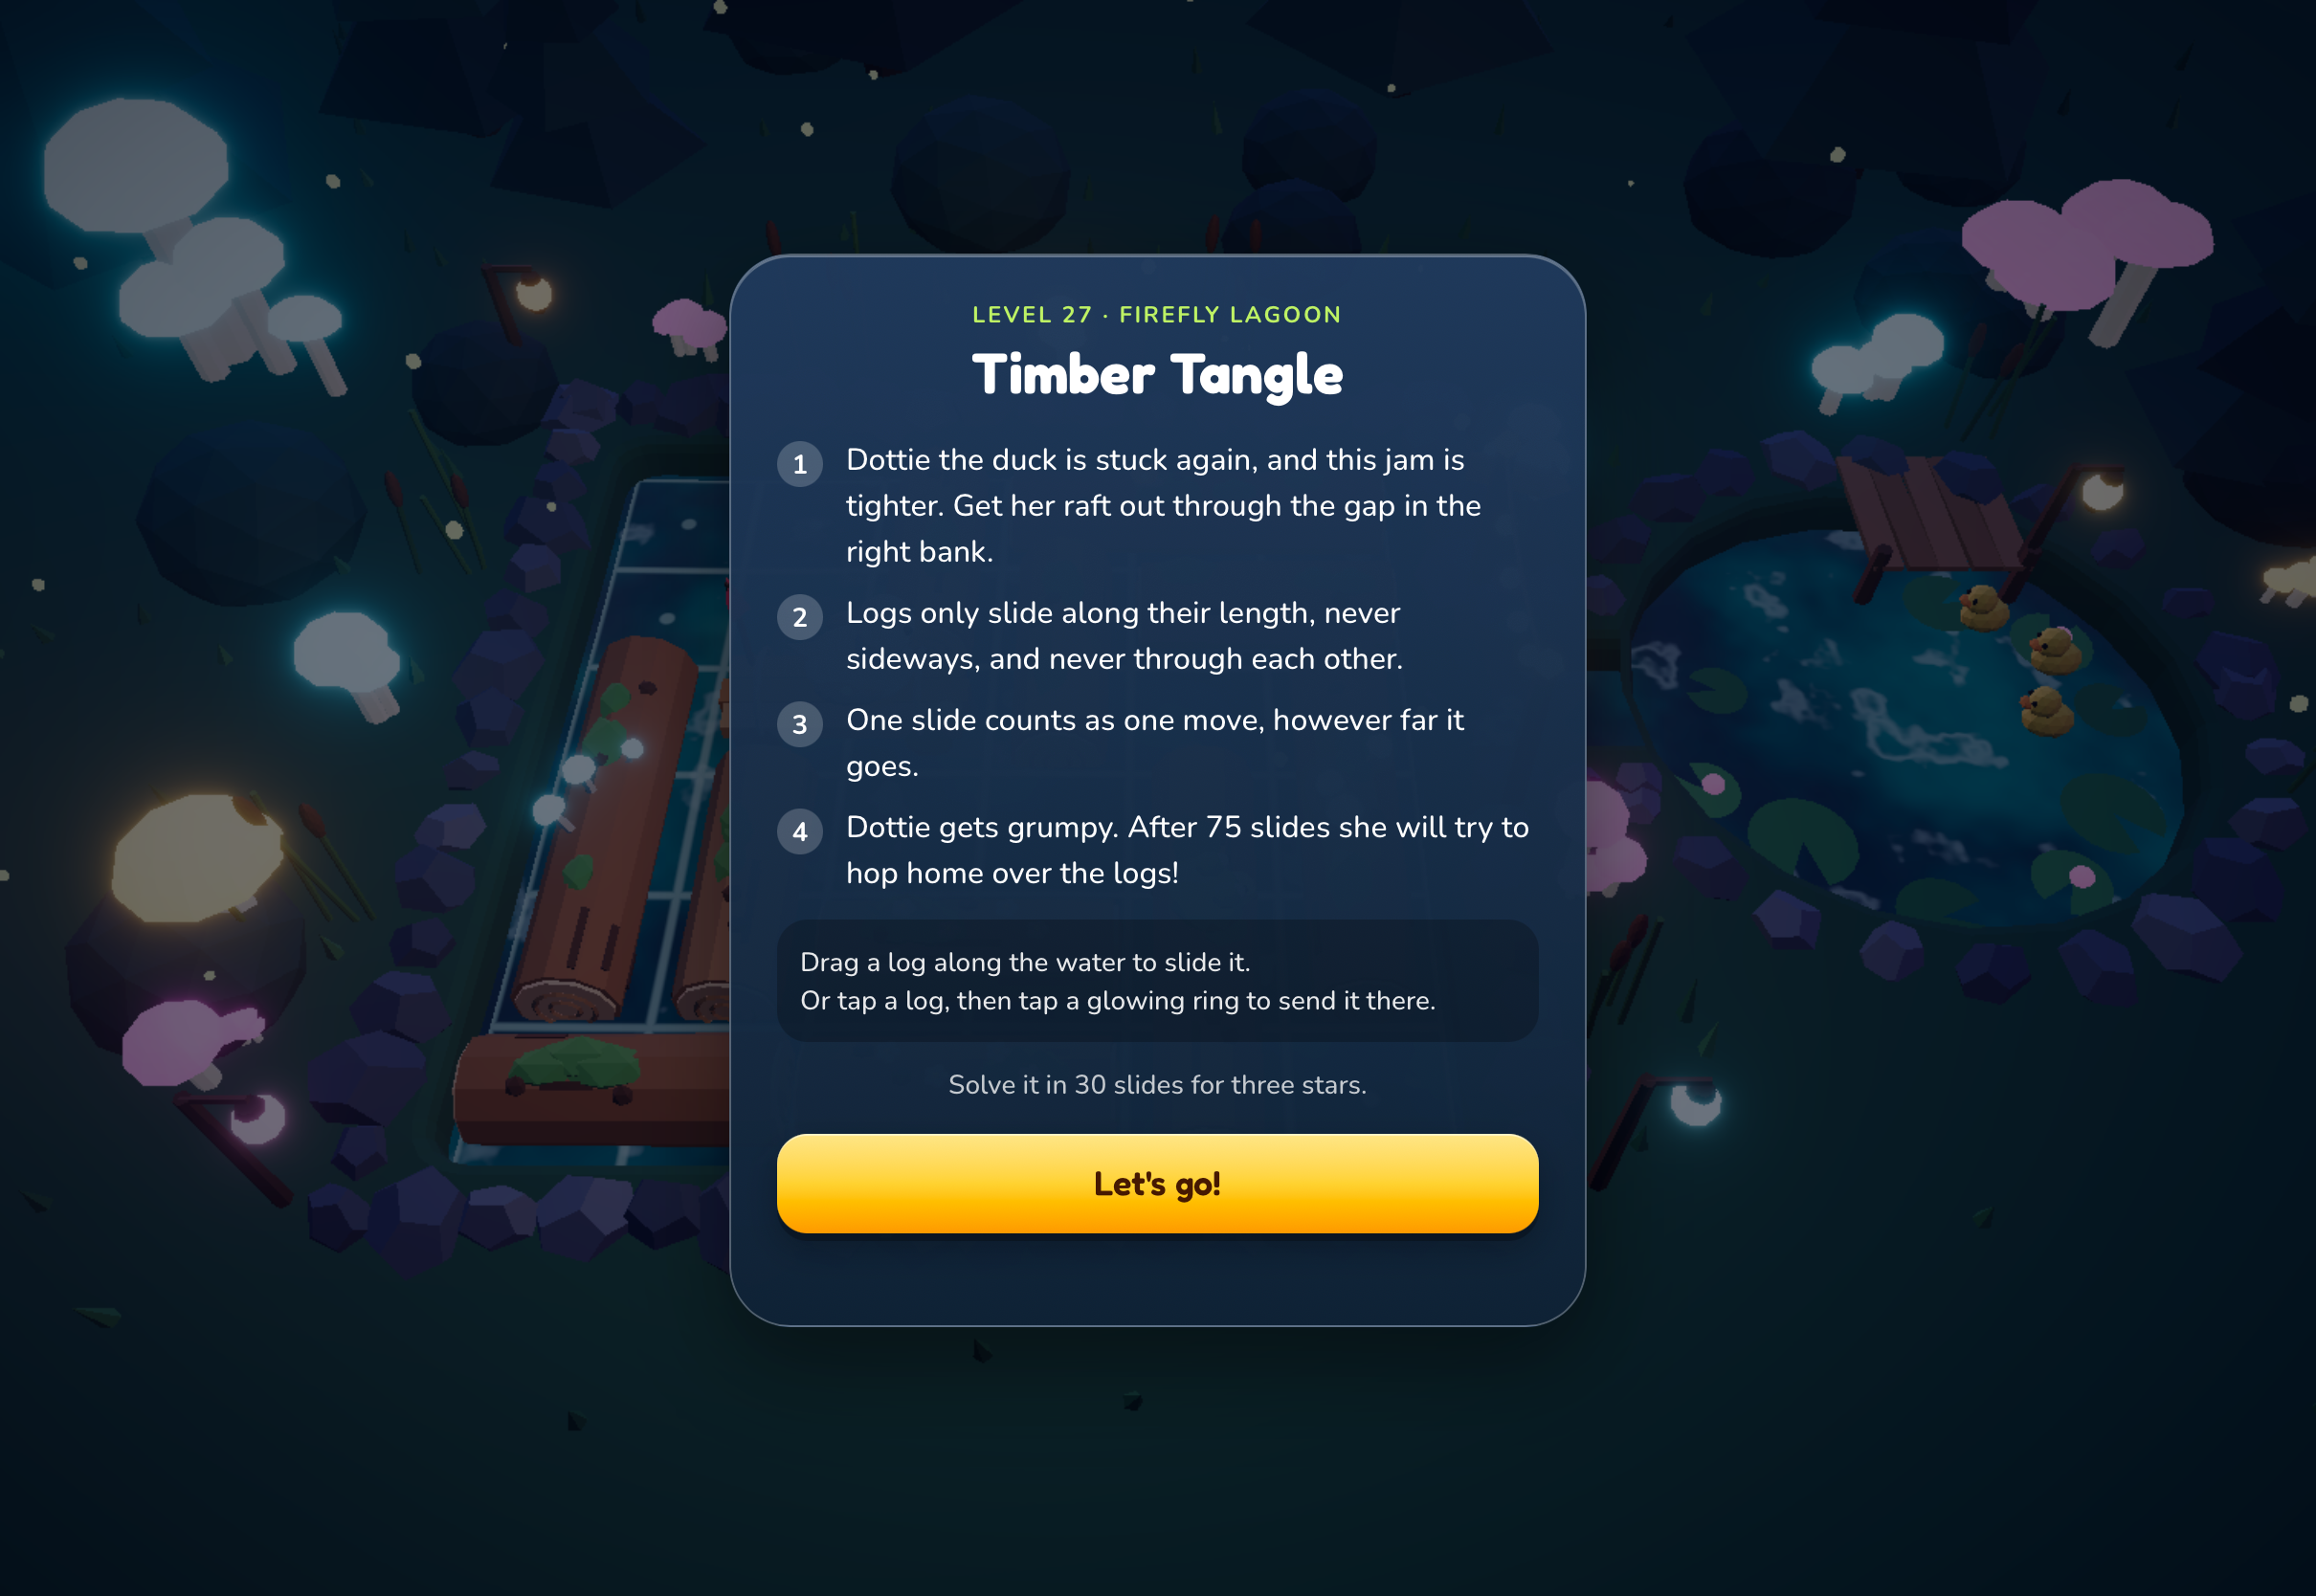 LEVEL 27 · FIREFLY LAGOON
Timber Tangle
1 Dottie the duck is stuck again, and this jam is
tighter. Get her raft out through the gap in the
right bank.
2 Logs only slide along their length, never
sideways, and never through each other.
3 One slide counts as one move, however far it
goes.
4 Dottie gets grumpy. After 75 slides she will try to
hop home over the logs!
Drag a log along the water to slide it.
Or tap a log, then tap a glowing ring to send it there.
Solve it in 30 slides for three stars.
Let's go!